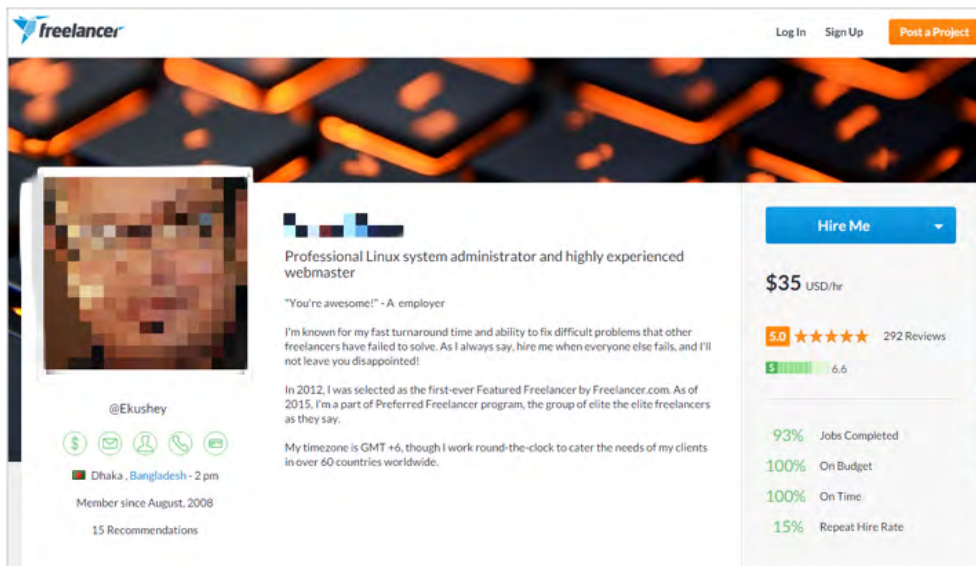 freelancer
Log In Sign Up Post a Project
Professional Linux system administrator and highly experienced
webmaster
"You're awesome!" - A employer
I'm known for my fast turnaround time and ability to fix difficult problems that other
freelancers have failed to solve. As I always say, hire me when everyone else fails, and I'll
not leave you disappointed!
In 2012, I was selected as the first-ever Featured Freelancer by Freelancer.com. As of
2015, I'm a part of Preferred Freelancer program, the group of elite the elite freelancers
as they say.
My timezone is GMT +6, though I work round-the-clock to cater the needs of my clients
in over 60 countries worldwide.
@Ekushey
$
Dhaka , Bangladesh - 2 pm
Member since August, 2008
15 Recommendations
Hire Me
$35 USD/hr
5.0 292 Reviews
$ 6.6
93% Jobs Completed
100% On Budget
100% On Time
15% Repeat Hire Rate